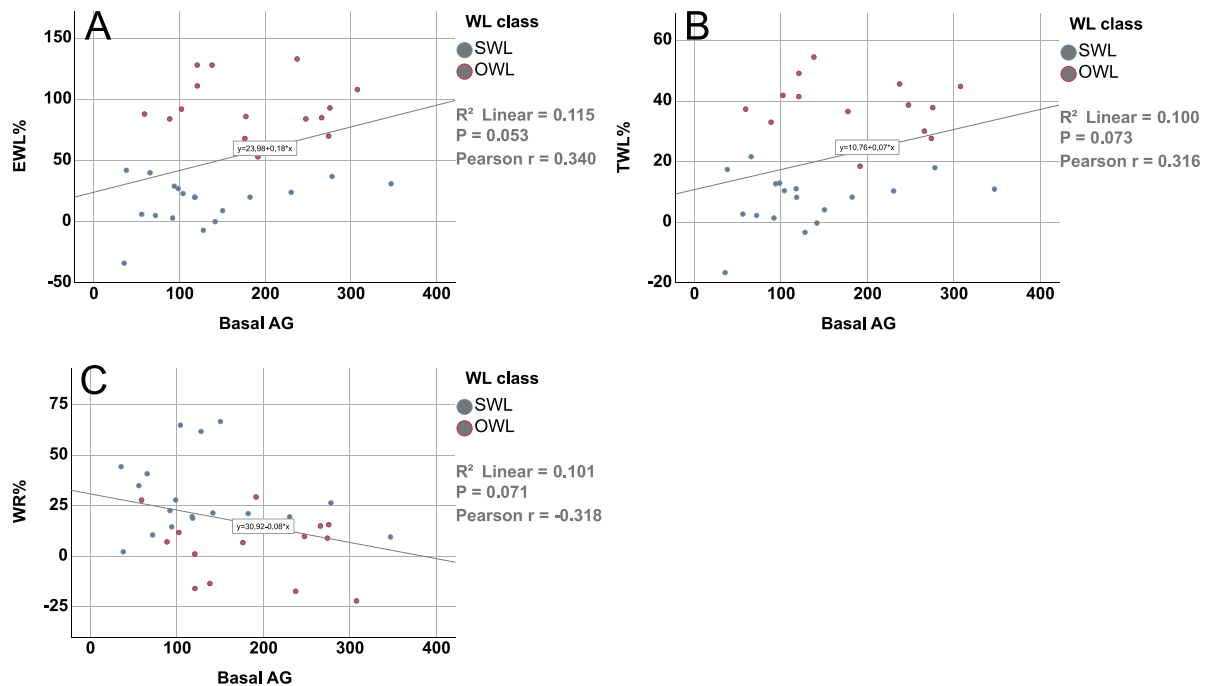 A
WL class
SWL
OWL
R² Linear = 0.115
P = 0.053
Pearson r = 0.340
EWL%
150
100
50
0
-50
y=23,98+0,18*x
0 100 200 300 400
Basal AG
B
WL class
SWL
OWL
R² Linear = 0.100
P = 0.073
Pearson r = 0.316
TWL%
60
40
20
0
-20
y=10,76+0,07*x
0 100 200 300 400
Basal AG
C
WL class
SWL
OWL
R² Linear = 0.101
P = 0.071
Pearson r = -0.318
WR%
75
50
25
0
-25
y=30,92-0,08*x
0 100 200 300 400
Basal AG